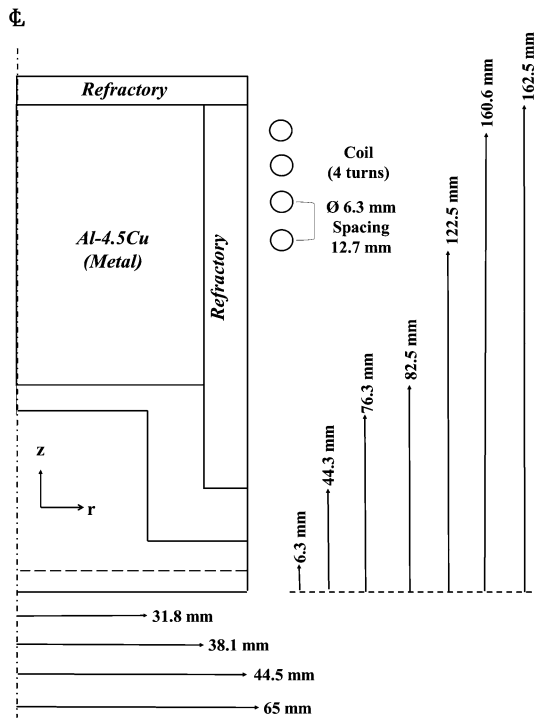 ℄
Refractory
Coil
(4 turns)
Ø 6.3 mm
Spacing
12.7 mm
Al-4.5Cu
(Metal)
Refractory
z
r
6.3 mm
44.3 mm
76.3 mm
82.5 mm
122.5 mm
160.6 mm
162.5 mm
31.8 mm
38.1 mm
44.5 mm
65 mm